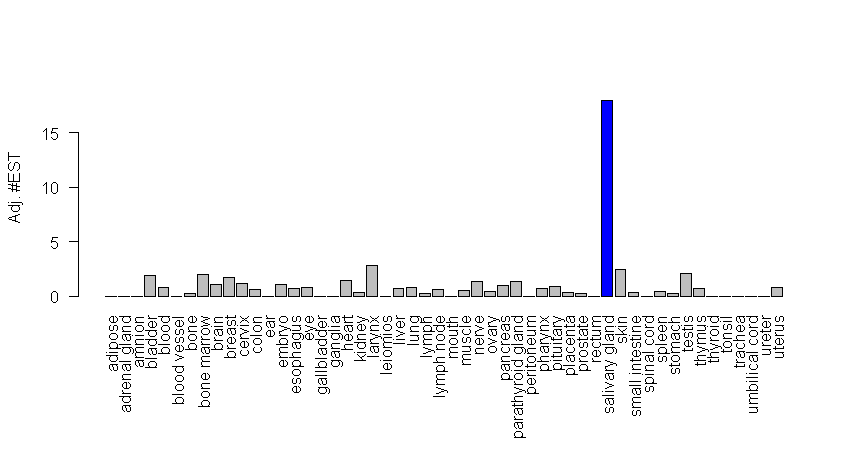 Adj. #EST
15
10
5
0
adipose
adrenal gland
amnion
bladder
blood
blood vessel
bone
bone marrow
brain
breast
cervix
colon
ear
embryo
esophagus
eye
gallbladder
ganglia
heart
kidney
larynx
leiomios
liver
lung
lymph
lymph node
mouth
muscle
nerve
ovary
pancreas
parathyroid gland
peritoneum
pharynx
pituitary
placenta
prostate
rectum
salivary gland
skin
small intestine
spinal cord
spleen
stomach
testis
thymus
thyroid
tonsil
trachea
umbilical cord
ureter
uterus